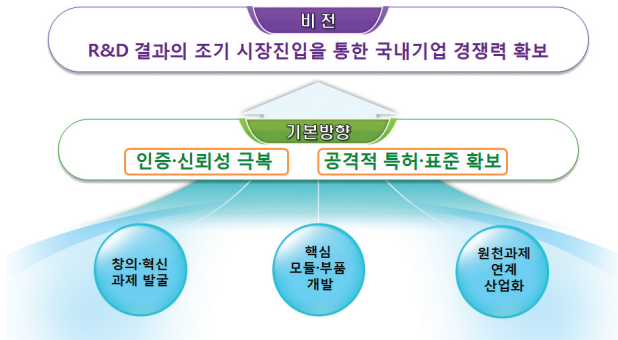 비 전
R&D 결과의 조기 시장진입을 통한 국내기업 경쟁력 확보
기본방향
인증·신뢰성 극복
공격적 특허·표준 확보
창의·혁신
과제 발굴
핵심
모듈·부품
개발
원천과제
연계
산업화